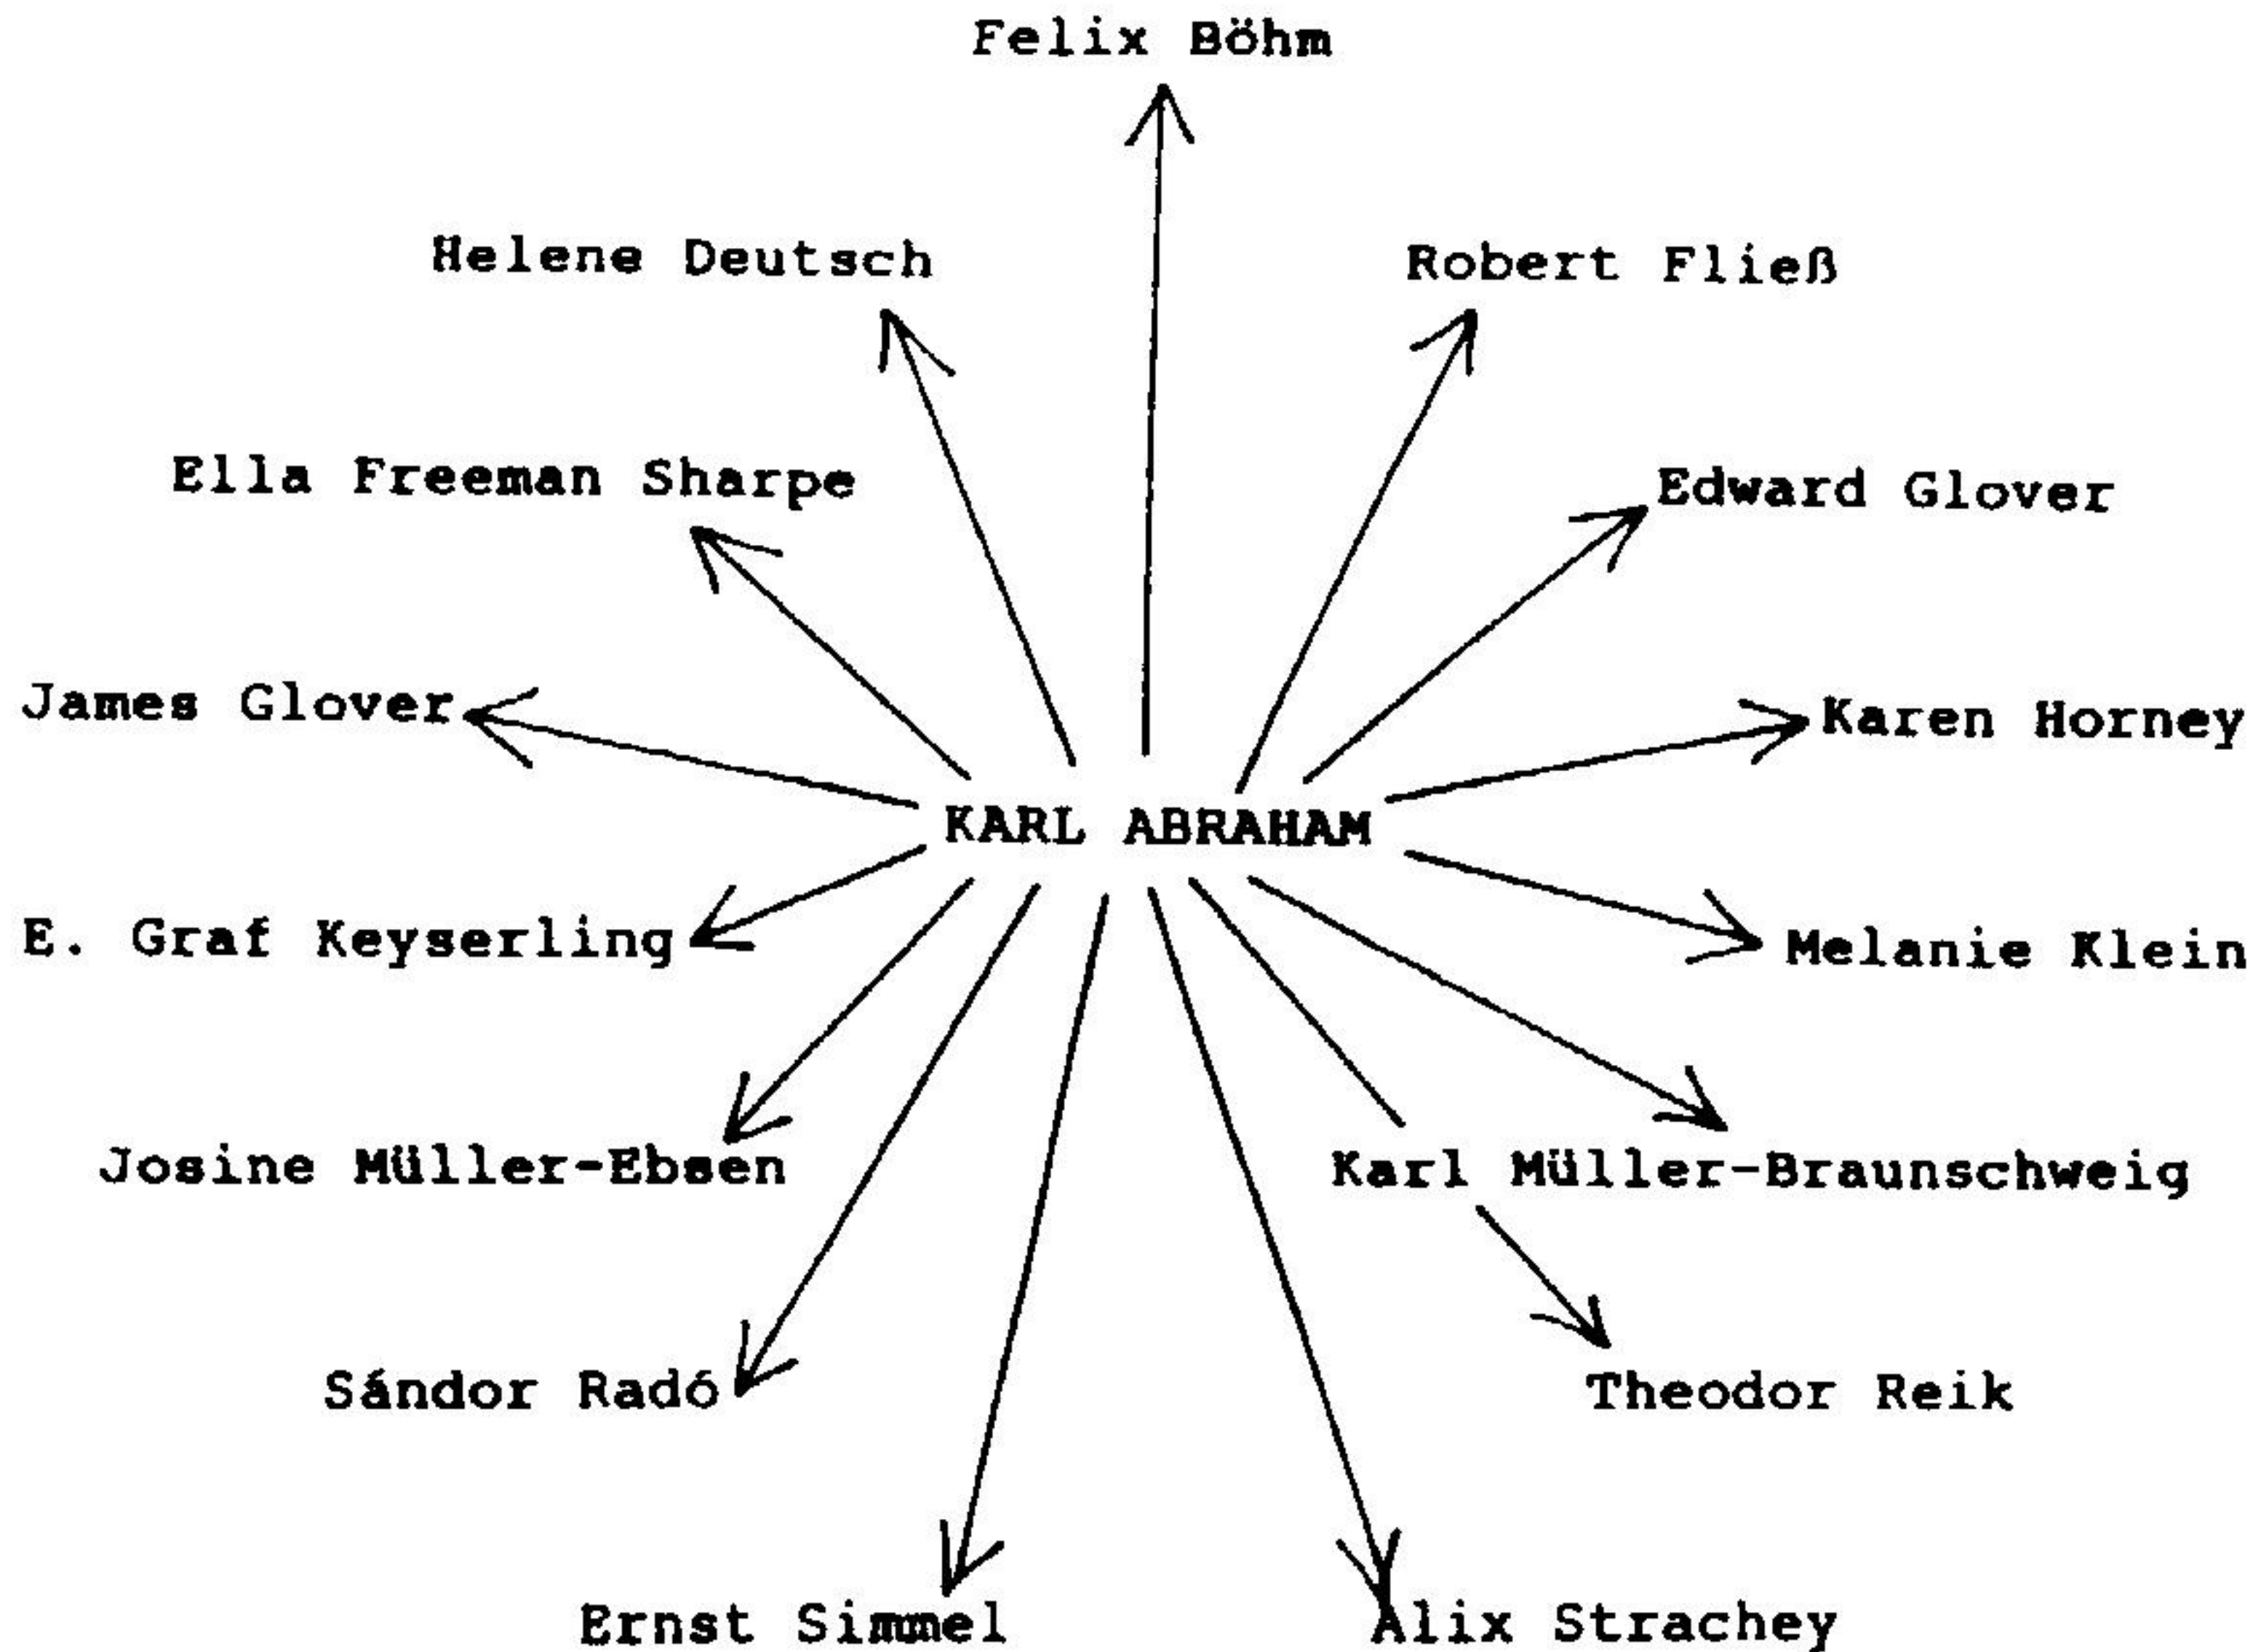 Felix Böhm
Helene Deutsch
Robert Fließ
Ella Freeman Sharpe
Edward Glover
James Glover
Karen Horney
KARL ABRAHAM
E. Graf Keyserling
Melanie Klein
Josine Müller-Ebsen
Karl Müller-Braunschweig
Sándor Radó
Theodor Reik
Ernst Simmel
Alix Strachey